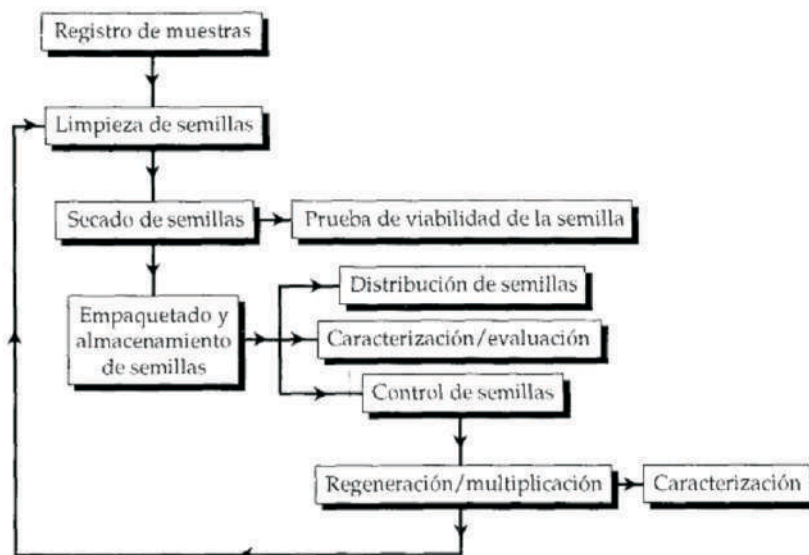 Registro de muestras
Limpieza de semillas
Secado de semillas
Prueba de viabilidad de la semilla
Distribución de semillas
Empaquetado y
almacenamiento
de semillas
Caracterización/evaluación
Control de semillas
Regeneración/multiplicación
Caracterización